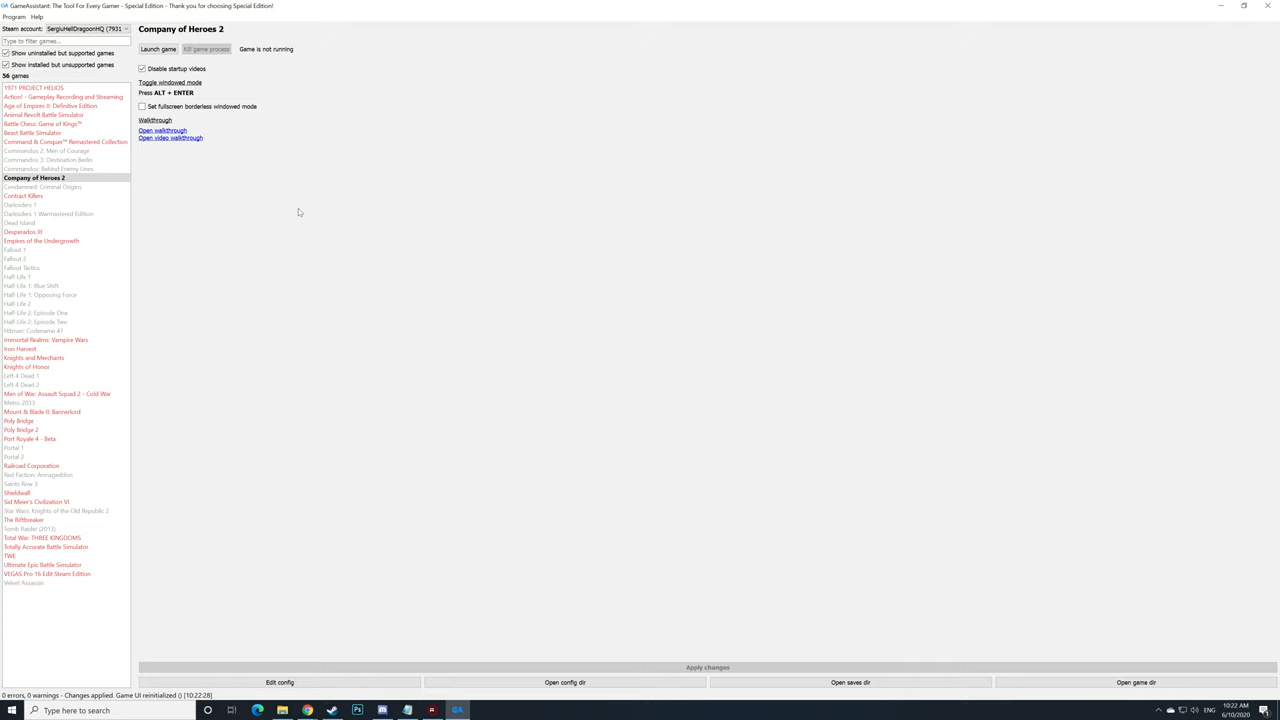 GA GameAssistant: The Tool For Every Gamer - Special Edition - Thank you for choosing Special Edition!
Program Help
Steam account: SergiuHellDragoonHQ (7931
Type to filter games...
Show uninstalled but supported games
Show installed but unsupported games
56 games
1971 PROJECT HELIOS
Action! - Gameplay Recording and Streaming
Age of Empires II: Definitive Edition
Animal Revolt Battle Simulator
Battle Chess: Game of Kings™
Beast Battle Simulator
Command & Conquer™ Remastered Collection
Commandos 2: Men of Courage
Commandos 3: Destination Berlin
Commandos: Behind Enemy Lines
Company of Heroes 2
Condemned: Criminal Origins
Contract Killers
Darksiders 1
Darksiders 1 Warmastered Edition
Dead Island
Desperados III
Empires of the Undergrowth
Fallout 1
Fallout 2
Fallout Tactics
Half-Life 1
Half-Life 1: Blue Shift
Half-Life 1: Opposing Force
Half-Life 2
Half-Life 2: Episode One
Half-Life 2: Episode Two
Hitman: Codename 47
Immortal Realms: Vampire Wars
Iron Harvest
Knights and Merchants
Knights of Honor
Left 4 Dead 1
Left 4 Dead 2
Men of War: Assault Squad 2 - Cold War
Metro 2033
Mount & Blade II: Bannerlord
Poly Bridge
Poly Bridge 2
Port Royale 4 - Beta
Portal 1
Portal 2
Railroad Corporation
Red Faction: Armageddon
Saints Row 3
Shieldwall
Sid Meier's Civilization VI
Star Wars: Knights of the Old Republic 2
The Riftbreaker
Tomb Raider (2013)
Total War: THREE KINGDOMS
Totally Accurate Battle Simulator
TWE
Ultimate Epic Battle Simulator
VEGAS Pro 16 Edit Steam Edition
Velvet Assassin
Company of Heroes 2
Launch game Kill game process Game is not running
Disable startup videos
Toggle windowed mode
Press ALT + ENTER
Set fullscreen borderless windowed mode
Walkthrough
Open walkthrough
Open video walkthrough
Apply changes
Edit config Open config dir Open saves dir Open game dir
0 errors, 0 warnings - Changes applied. Game UI reinitialized () [10:22:28]
Type here to search
Ps
GA
ENG
10:22 AM
6/10/2020